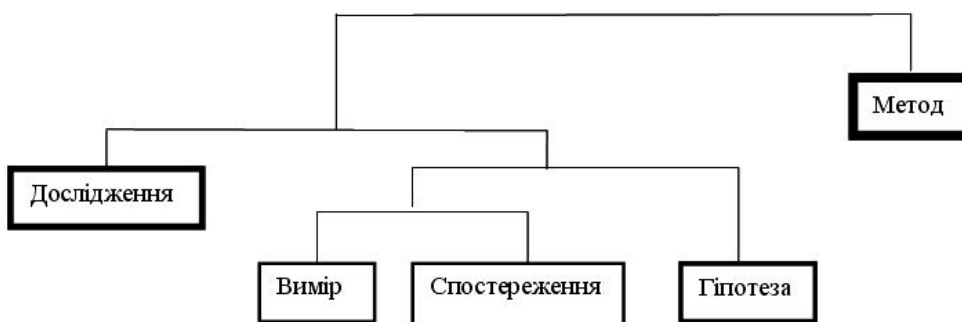 Метод
Дослідження
Вимір
Спостереження
Гіпотеза